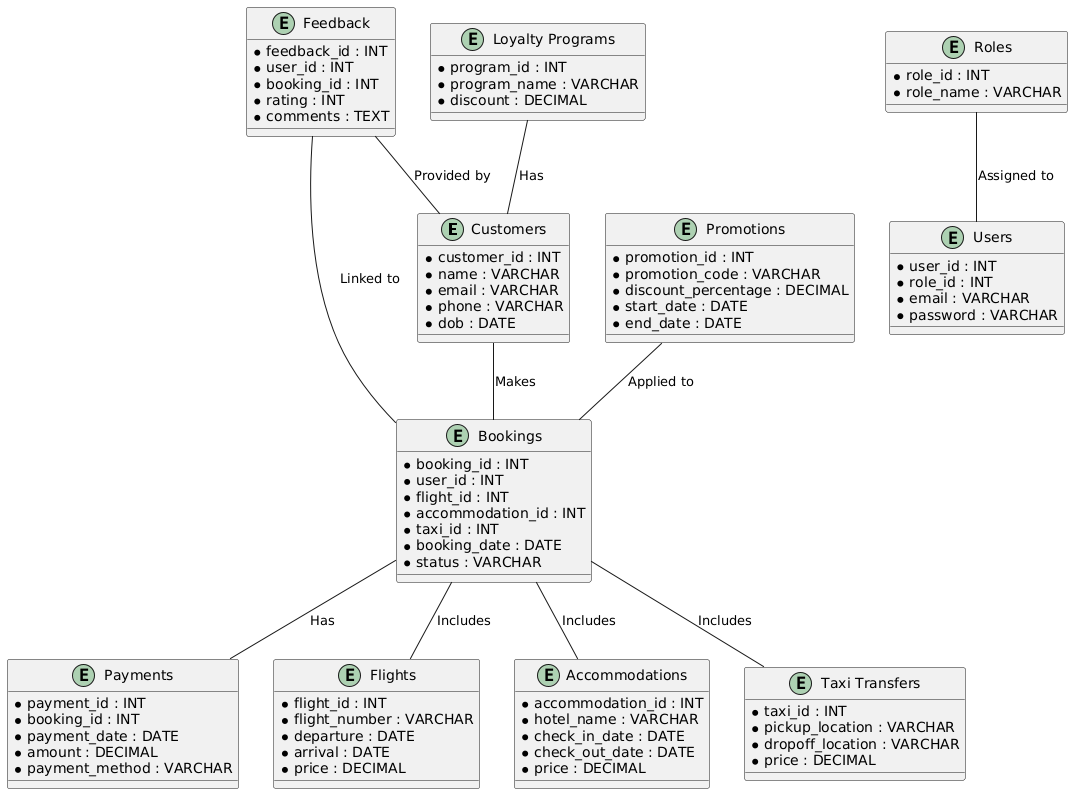 E Feedback
feedback_id : INT
user_id : INT
booking_id : INT
rating : INT
comments : TEXT
E Loyalty Programs
program_id : INT
program_name : VARCHAR
discount : DECIMAL
E Roles
role_id : INT
role_name : VARCHAR
Provided by
Has
Assigned to
Linked to
E Customers
customer_id : INT
name : VARCHAR
email : VARCHAR
phone : VARCHAR
dob : DATE
E Promotions
promotion_id : INT
promotion_code : VARCHAR
discount_percentage : DECIMAL
start_date : DATE
end_date : DATE
E Users
user_id : INT
role_id : INT
email : VARCHAR
password : VARCHAR
Makes
Applied to
E Bookings
booking_id : INT
user_id : INT
flight_id : INT
accommodation_id : INT
taxi_id : INT
booking_date : DATE
status : VARCHAR
Has
Includes
Includes
Includes
E Payments
payment_id : INT
booking_id : INT
payment_date : DATE
amount : DECIMAL
payment_method : VARCHAR
E Flights
flight_id : INT
flight_number : VARCHAR
departure : DATE
arrival : DATE
price : DECIMAL
E Accommodations
accommodation_id : INT
hotel_name : VARCHAR
check_in_date : DATE
check_out_date : DATE
price : DECIMAL
E Taxi Transfers
taxi_id : INT
pickup_location : VARCHAR
dropoff_location : VARCHAR
price : DECIMAL